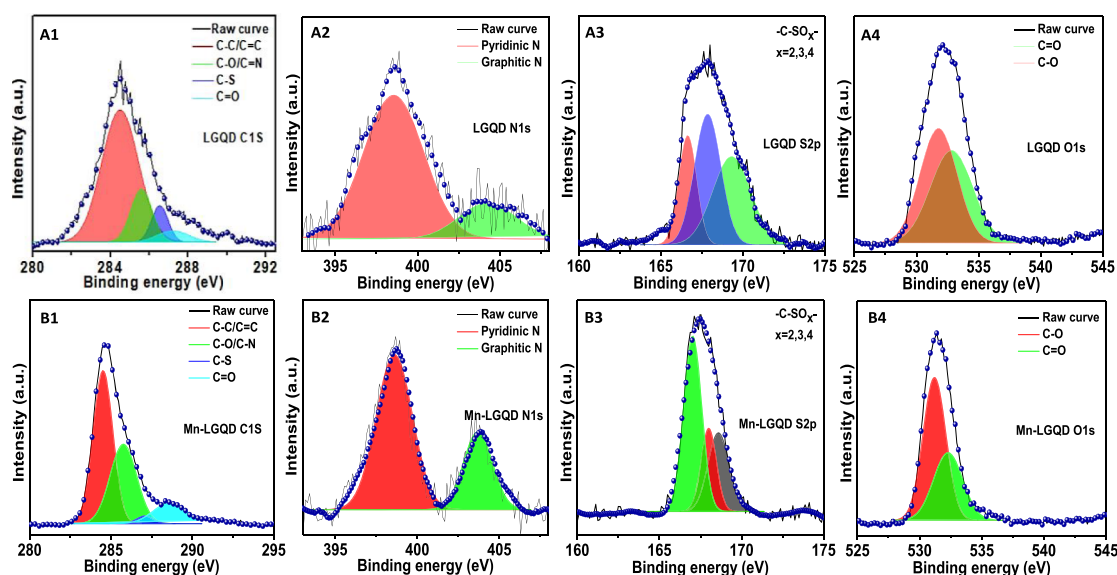 A1
Raw curve
C-C/C=C
C-O/C=N
C-S
C=O
LGQD C1S
Intensity (a.u.)
280 284 288 292
Binding energy (eV)
A2
Raw curve
Pyridinic N
Graphitic N
LGQD N1s
Intensity (a.u.)
395 400 405
Binding energy (eV)
A3
-C-SOx-
x=2,3,4
LGQD S2p
Intensity (a.u.)
160 165 170 175
Binding energy (eV)
A4
Raw curve
C=O
C-O
LGQD O1s
Intensity (a.u.)
525 530 535 540 545
Binding energy (eV)
B1
Raw curve
C-C/C=C
C-O/C-N
C-S
C=O
Mn-LGQD C1S
Intensity (a.u.)
280 285 290 295
Binding energy (eV)
B2
Raw curve
Pyridinic N
Graphitic N
Mn-LGQD N1s
Intensity (a.u.)
395 400 405
Binding energy (eV)
B3
-C-SOx-
x=2,3,4
Mn-LGQD S2p
Intensity (a.u.)
160 165 170 175
Binding energy (eV)
B4
Raw curve
C-O
C=O
Mn-LGQD O1s
Intensity (a.u.)
525 530 535 540 545
Binding energy (eV)